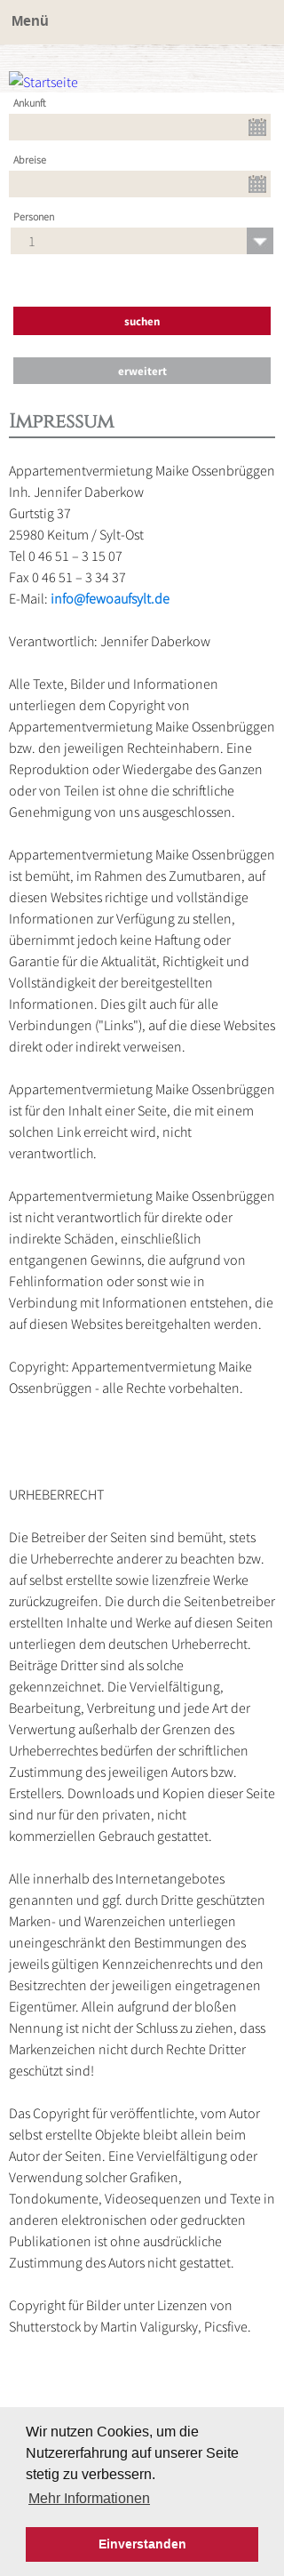 Menü
Startseite
Ankunft
Abreise
Personen
1
suchen
erweitert
Impressum
Appartementvermietung Maike Ossenbrüggen
Inh. Jennifer Daberkow
Gurtstig 37
25980 Keitum / Sylt-Ost
Tel 0 46 51 – 3 15 07
Fax 0 46 51 – 3 34 37
E-Mail: info@fewoaufsylt.de
Verantwortlich: Jennifer Daberkow
Alle Texte, Bilder und Informationen
unterliegen dem Copyright von
Appartementvermietung Maike Ossenbrüggen
bzw. den jeweiligen Rechteinhabern. Eine
Reproduktion oder Wiedergabe des Ganzen
oder von Teilen ist ohne die schriftliche
Genehmigung von uns ausgeschlossen.
Appartementvermietung Maike Ossenbrüggen
ist bemüht, im Rahmen des Zumutbaren, auf
diesen Websites richtige und vollständige
Informationen zur Verfügung zu stellen,
übernimmt jedoch keine Haftung oder
Garantie für die Aktualität, Richtigkeit und
Vollständigkeit der bereitgestellten
Informationen. Dies gilt auch für alle
Verbindungen ("Links"), auf die diese Websites
direkt oder indirekt verweisen.
Appartementvermietung Maike Ossenbrüggen
ist für den Inhalt einer Seite, die mit einem
solchen Link erreicht wird, nicht
verantwortlich.
Appartementvermietung Maike Ossenbrüggen
ist nicht verantwortlich für direkte oder
indirekte Schäden, einschließlich
entgangenen Gewinns, die aufgrund von
Fehlinformation oder sonst wie in
Verbindung mit Informationen entstehen, die
auf diesen Websites bereitgehalten werden.
Copyright: Appartementvermietung Maike
Ossenbrüggen - alle Rechte vorbehalten.
URHEBERRECHT
Die Betreiber der Seiten sind bemüht, stets
die Urheberrechte anderer zu beachten bzw.
auf selbst erstellte sowie lizenzfreie Werke
zurückzugreifen. Die durch die Seitenbetreiber
erstellten Inhalte und Werke auf diesen Seiten
unterliegen dem deutschen Urheberrecht.
Beiträge Dritter sind als solche
gekennzeichnet. Die Vervielfältigung,
Bearbeitung, Verbreitung und jede Art der
Verwertung außerhalb der Grenzen des
Urheberrechtes bedürfen der schriftlichen
Zustimmung des jeweiligen Autors bzw.
Erstellers. Downloads und Kopien dieser Seite
sind nur für den privaten, nicht
kommerziellen Gebrauch gestattet.
Alle innerhalb des Internetangebotes
genannten und ggf. durch Dritte geschützten
Marken- und Warenzeichen unterliegen
uneingeschränkt den Bestimmungen des
jeweils gültigen Kennzeichenrechts und den
Besitzrechten der jeweiligen eingetragenen
Eigentümer. Allein aufgrund der bloßen
Nennung ist nicht der Schluss zu ziehen, dass
Markenzeichen nicht durch Rechte Dritter
geschützt sind!
Das Copyright für veröffentlichte, vom Autor
selbst erstellte Objekte bleibt allein beim
Autor der Seiten. Eine Vervielfältigung oder
Verwendung solcher Grafiken,
Tondokumente, Videosequenzen und Texte in
anderen elektronischen oder gedruckten
Publikationen ist ohne ausdrückliche
Zustimmung des Autors nicht gestattet.
Copyright für Bilder unter Lizenzen von
Shutterstock by Martin Valigursky, Picsfive.
Wir nutzen Cookies, um die
Nutzererfahrung auf unserer Seite
stetig zu verbessern.
Mehr Informationen
Einverstanden